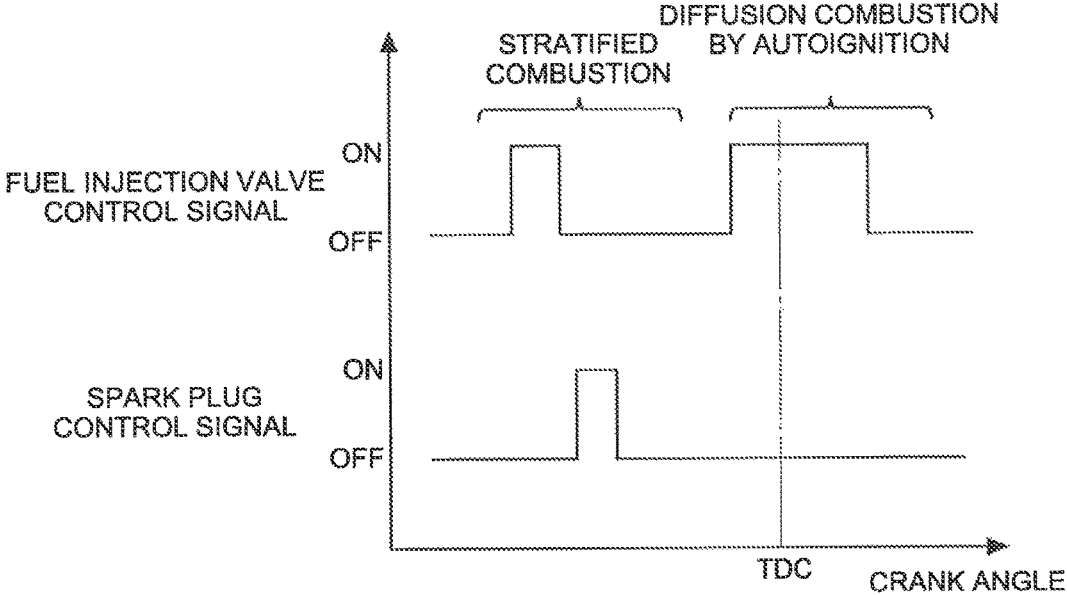 DIFFUSION COMBUSTION
BY AUTOIGNITION
STRATIFIED
COMBUSTION
ON
FUEL INJECTION VALVE
CONTROL SIGNAL
OFF
ON
SPARK PLUG
CONTROL SIGNAL
OFF
TDC
CRANK ANGLE